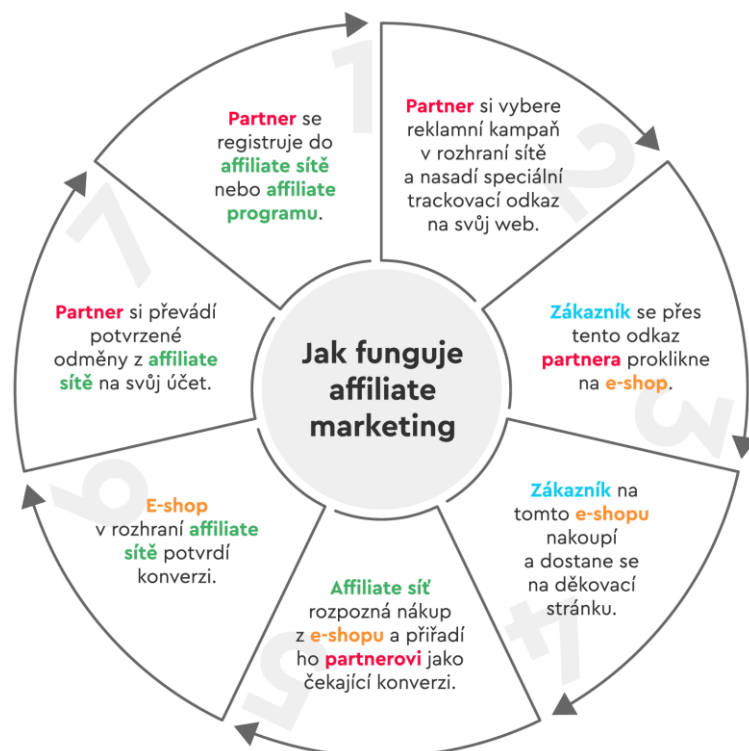 Jak funguje
affiliate
marketing
1
Partner se
registruje do
affiliate sítě
nebo affiliate
programu.
2
Partner si vybere
reklamní kampaň
v rozhraní sítě
a nasadí speciální
trackovací odkaz
na svůj web.
3
Zákazník se přes
tento odkaz
partnera proklikne
na e-shop.
4
Zákazník na
tomto e-shopu
nakoupí
a dostane se
na děkovací
stránku.
5
Affiliate síť
rozpozná nákup
z e-shopu a přiřadí
ho partnerovi jako
čekající konverzi.
6
E-shop
v rozhraní affiliate
sítě potvrdí
konverzi.
7
Partner si převádí
potvrzené
odměny z affiliate
sítě na svůj účet.